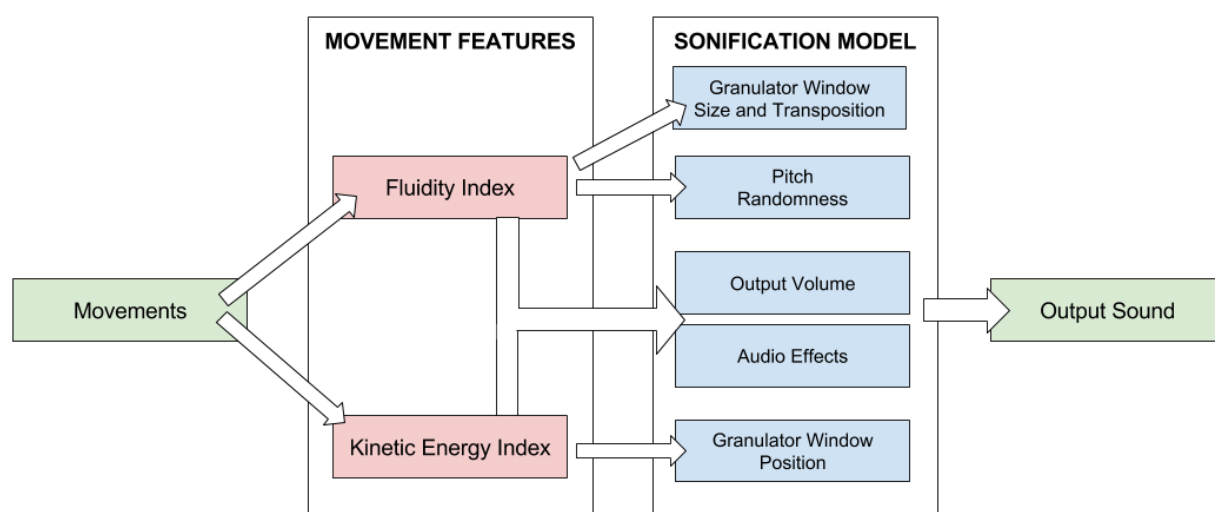 MOVEMENT FEATURES
SONIFICATION MODEL
Granulator Window
Size and Transposition
Fluidity Index
Pitch
Randomness
Movements
Output Volume
Output Sound
Audio Effects
Kinetic Energy Index
Granulator Window
Position